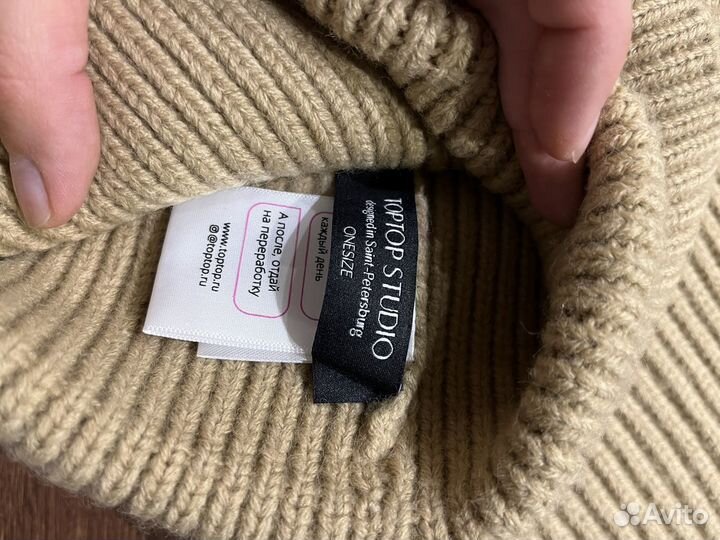 TOPTOP STUDIO
designed in Saint-Petersburg
ONESIZE
каждый день
А после, отдай
на переработку
www.toptop.ru
@toptop.ru
Avito